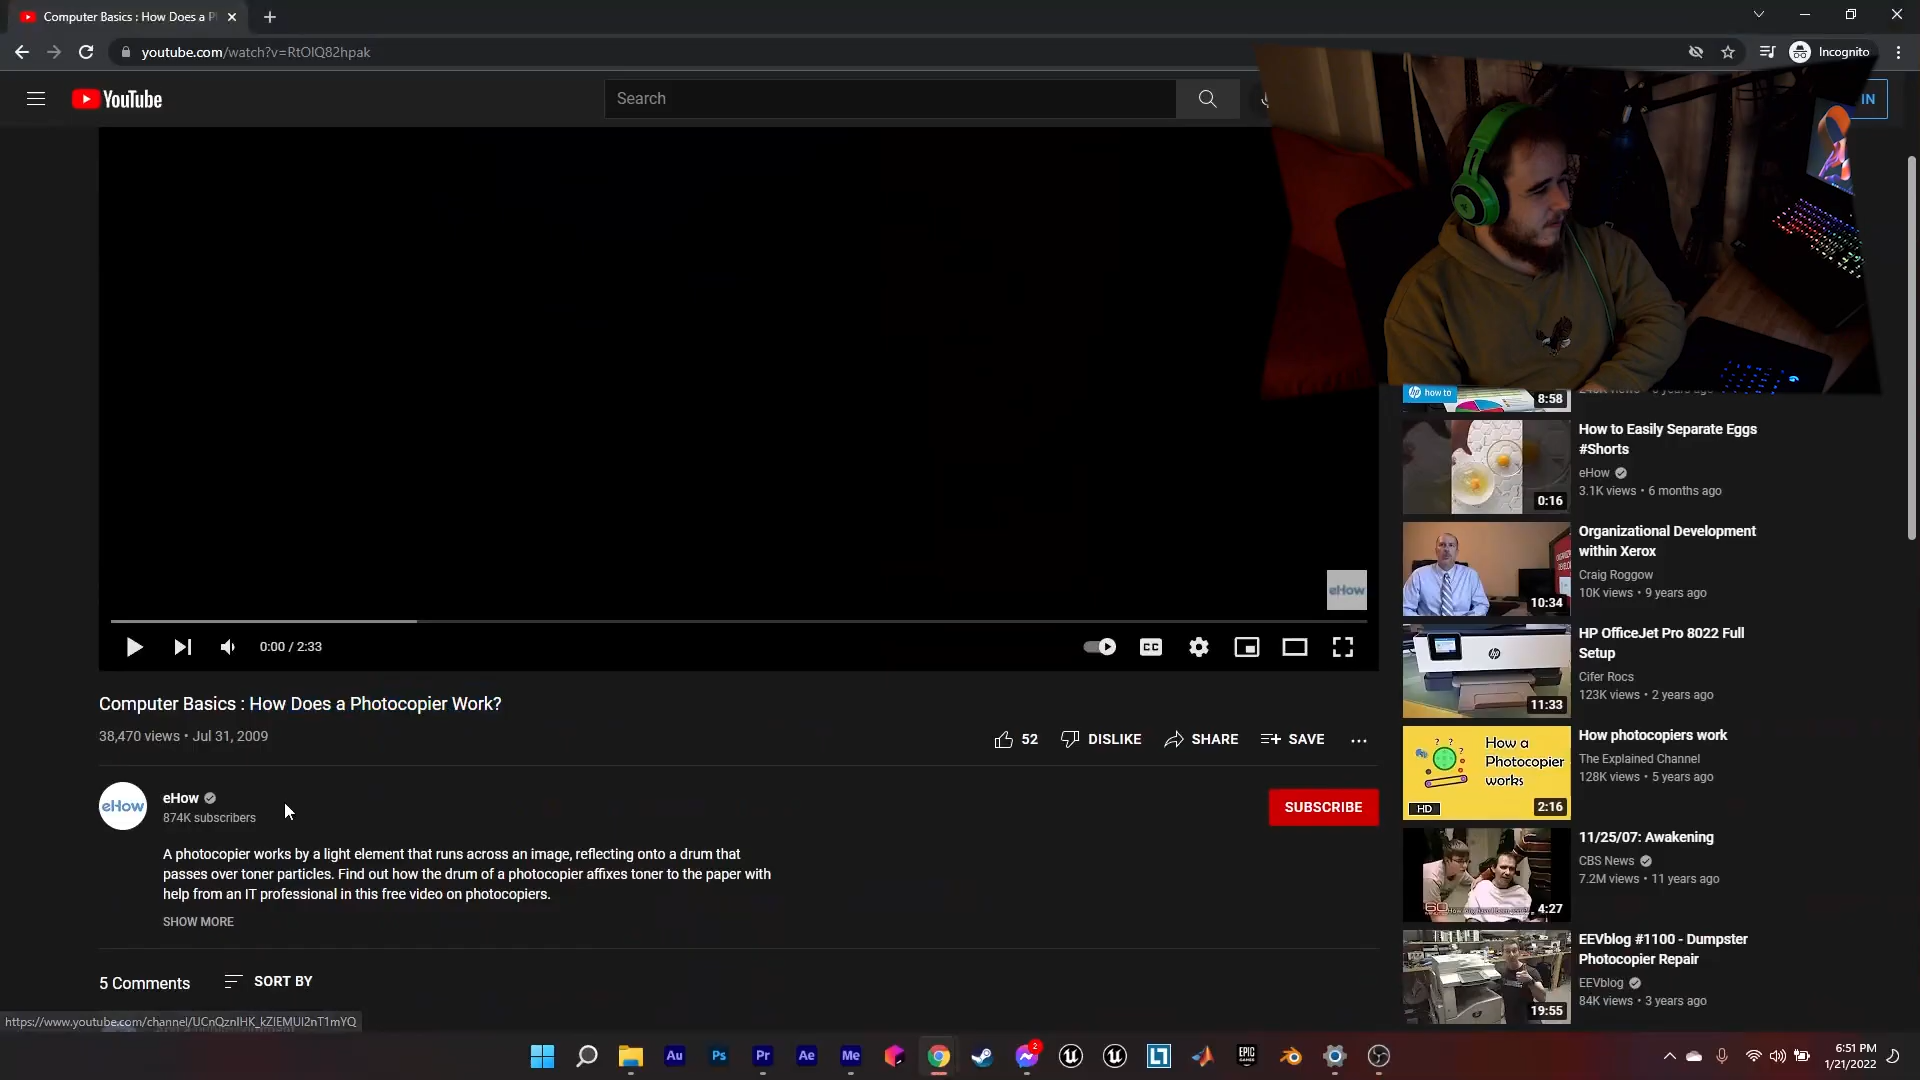 Computer Basics : How Does a P
youtube.com/watch?v=RtOlQ82hpak
Incognito
YouTube
Search
IN
eHow
0:00 / 2:33
CC
Computer Basics : How Does a Photocopier Work?
38,470 views • Jul 31, 2009
52
DISLIKE
SHARE
SAVE
eHow
eHow
874K subscribers
SUBSCRIBE
A photocopier works by a light element that runs across an image, reflecting onto a drum that
passes over toner particles. Find out how the drum of a photocopier affixes toner to the paper with
help from an IT professional in this free video on photocopiers.
SHOW MORE
5 Comments
SORT BY
hp how to
8:58
How to Easily Separate Eggs
#Shorts
eHow
3.1K views • 6 months ago
0:16
Organizational Development
within Xerox
Craig Roggow
10K views • 9 years ago
10:34
HP OfficeJet Pro 8022 Full
Setup
Cifer Rocs
123K views • 2 years ago
11:33
How photocopiers work
The Explained Channel
128K views • 5 years ago
How a
Photocopier
works
HD
2:16
11/25/07: Awakening
CBS News
7.2M views • 11 years ago
60
4:27
EEVblog #1100 - Dumpster
Photocopier Repair
EEVblog
84K views • 3 years ago
19:55
https://www.youtube.com/channel/UCnQznIHK_kZIEMUI2nT1mYQ
Au
Ps
Pr
Ae
Me
2
EPIC
GAMES
6:51 PM
1/21/2022